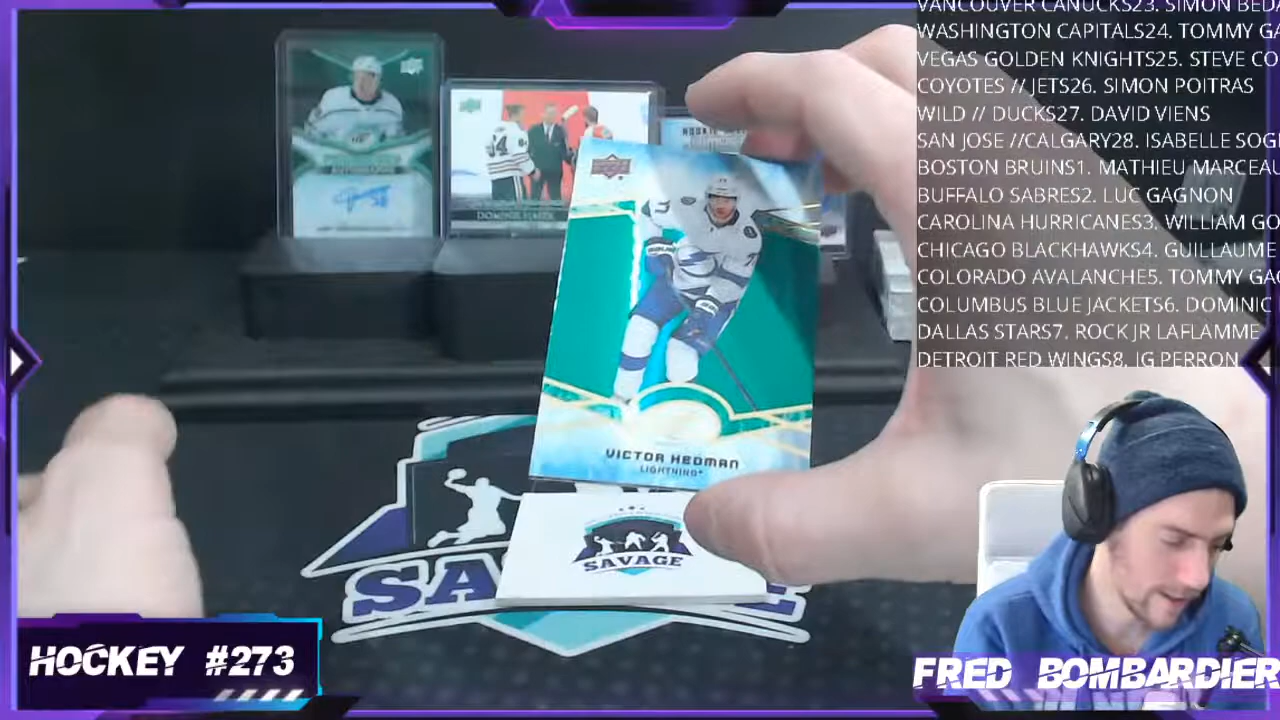 VANCOUVER CANUCKS23. SIMON BEDA
WASHINGTON CAPITALS24. TOMMY GA
VEGAS GOLDEN KNIGHTS25. STEVE CO
COYOTES // JETS26. SIMON POITRAS
WILD // DUCKS27. DAVID VIENS
SAN JOSE //CALGARY28. ISABELLE SOG
BOSTON BRUINS1. MATHIEU MARCEAU
BUFFALO SABRES2. LUC GAGNON
CAROLINA HURRICANES3. WILLIAM GO
CHICAGO BLACKHAWKS4. GUILLAUME
COLORADO AVALANCHE5. TOMMY GAG
COLUMBUS BLUE JACKETS6. DOMINIC
DALLAS STARS7. ROCK JR LAFLAMME
DETROIT RED WINGS8. JG PERRON
VICTOR HEDMAN
LIGHTNING
SAVAGE
SA E
HOCKEY #273
FRED BOMBARDIER